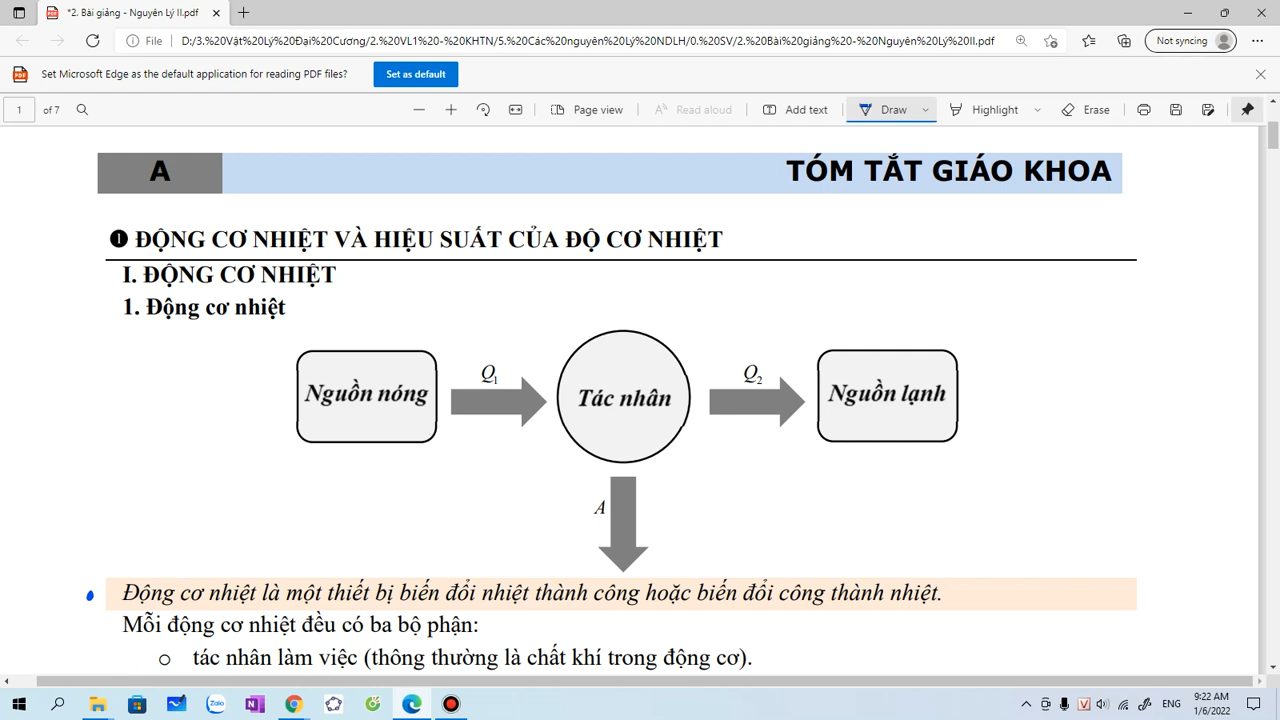 *2. Bài giảng - Nguyên Lý II.pdf
File D:/3.%20Vật%20Lý%20Đại%20Cương/2.%20VL1%20-%20KHTN/5.%20Các%20nguyên%20Lý%20NDLH/0.%20SV/2.%20Bài%20giảng%20-%20Nguyên%20Lý%20II.pdf Not syncing
Set Microsoft Edge as the default application for reading PDF files? Set as default
1 of 7 Page view Read aloud Add text Draw Highlight Erase
A TÓM TẮT GIÁO KHOA
❶ ĐỘNG CƠ NHIỆT VÀ HIỆU SUẤT CỦA ĐỘ CƠ NHIỆT
I. ĐỘNG CƠ NHIỆT
1. Động cơ nhiệt
Q1 Q2
Nguồn nóng Tác nhân Nguồn lạnh
A
Động cơ nhiệt là một thiết bị biến đổi nhiệt thành công hoặc biến đổi công thành nhiệt.
Mỗi động cơ nhiệt đều có ba bộ phận:
o tác nhân làm việc (thông thường là chất khí trong động cơ).
Zalo ENG 9:22 AM
1/6/2022